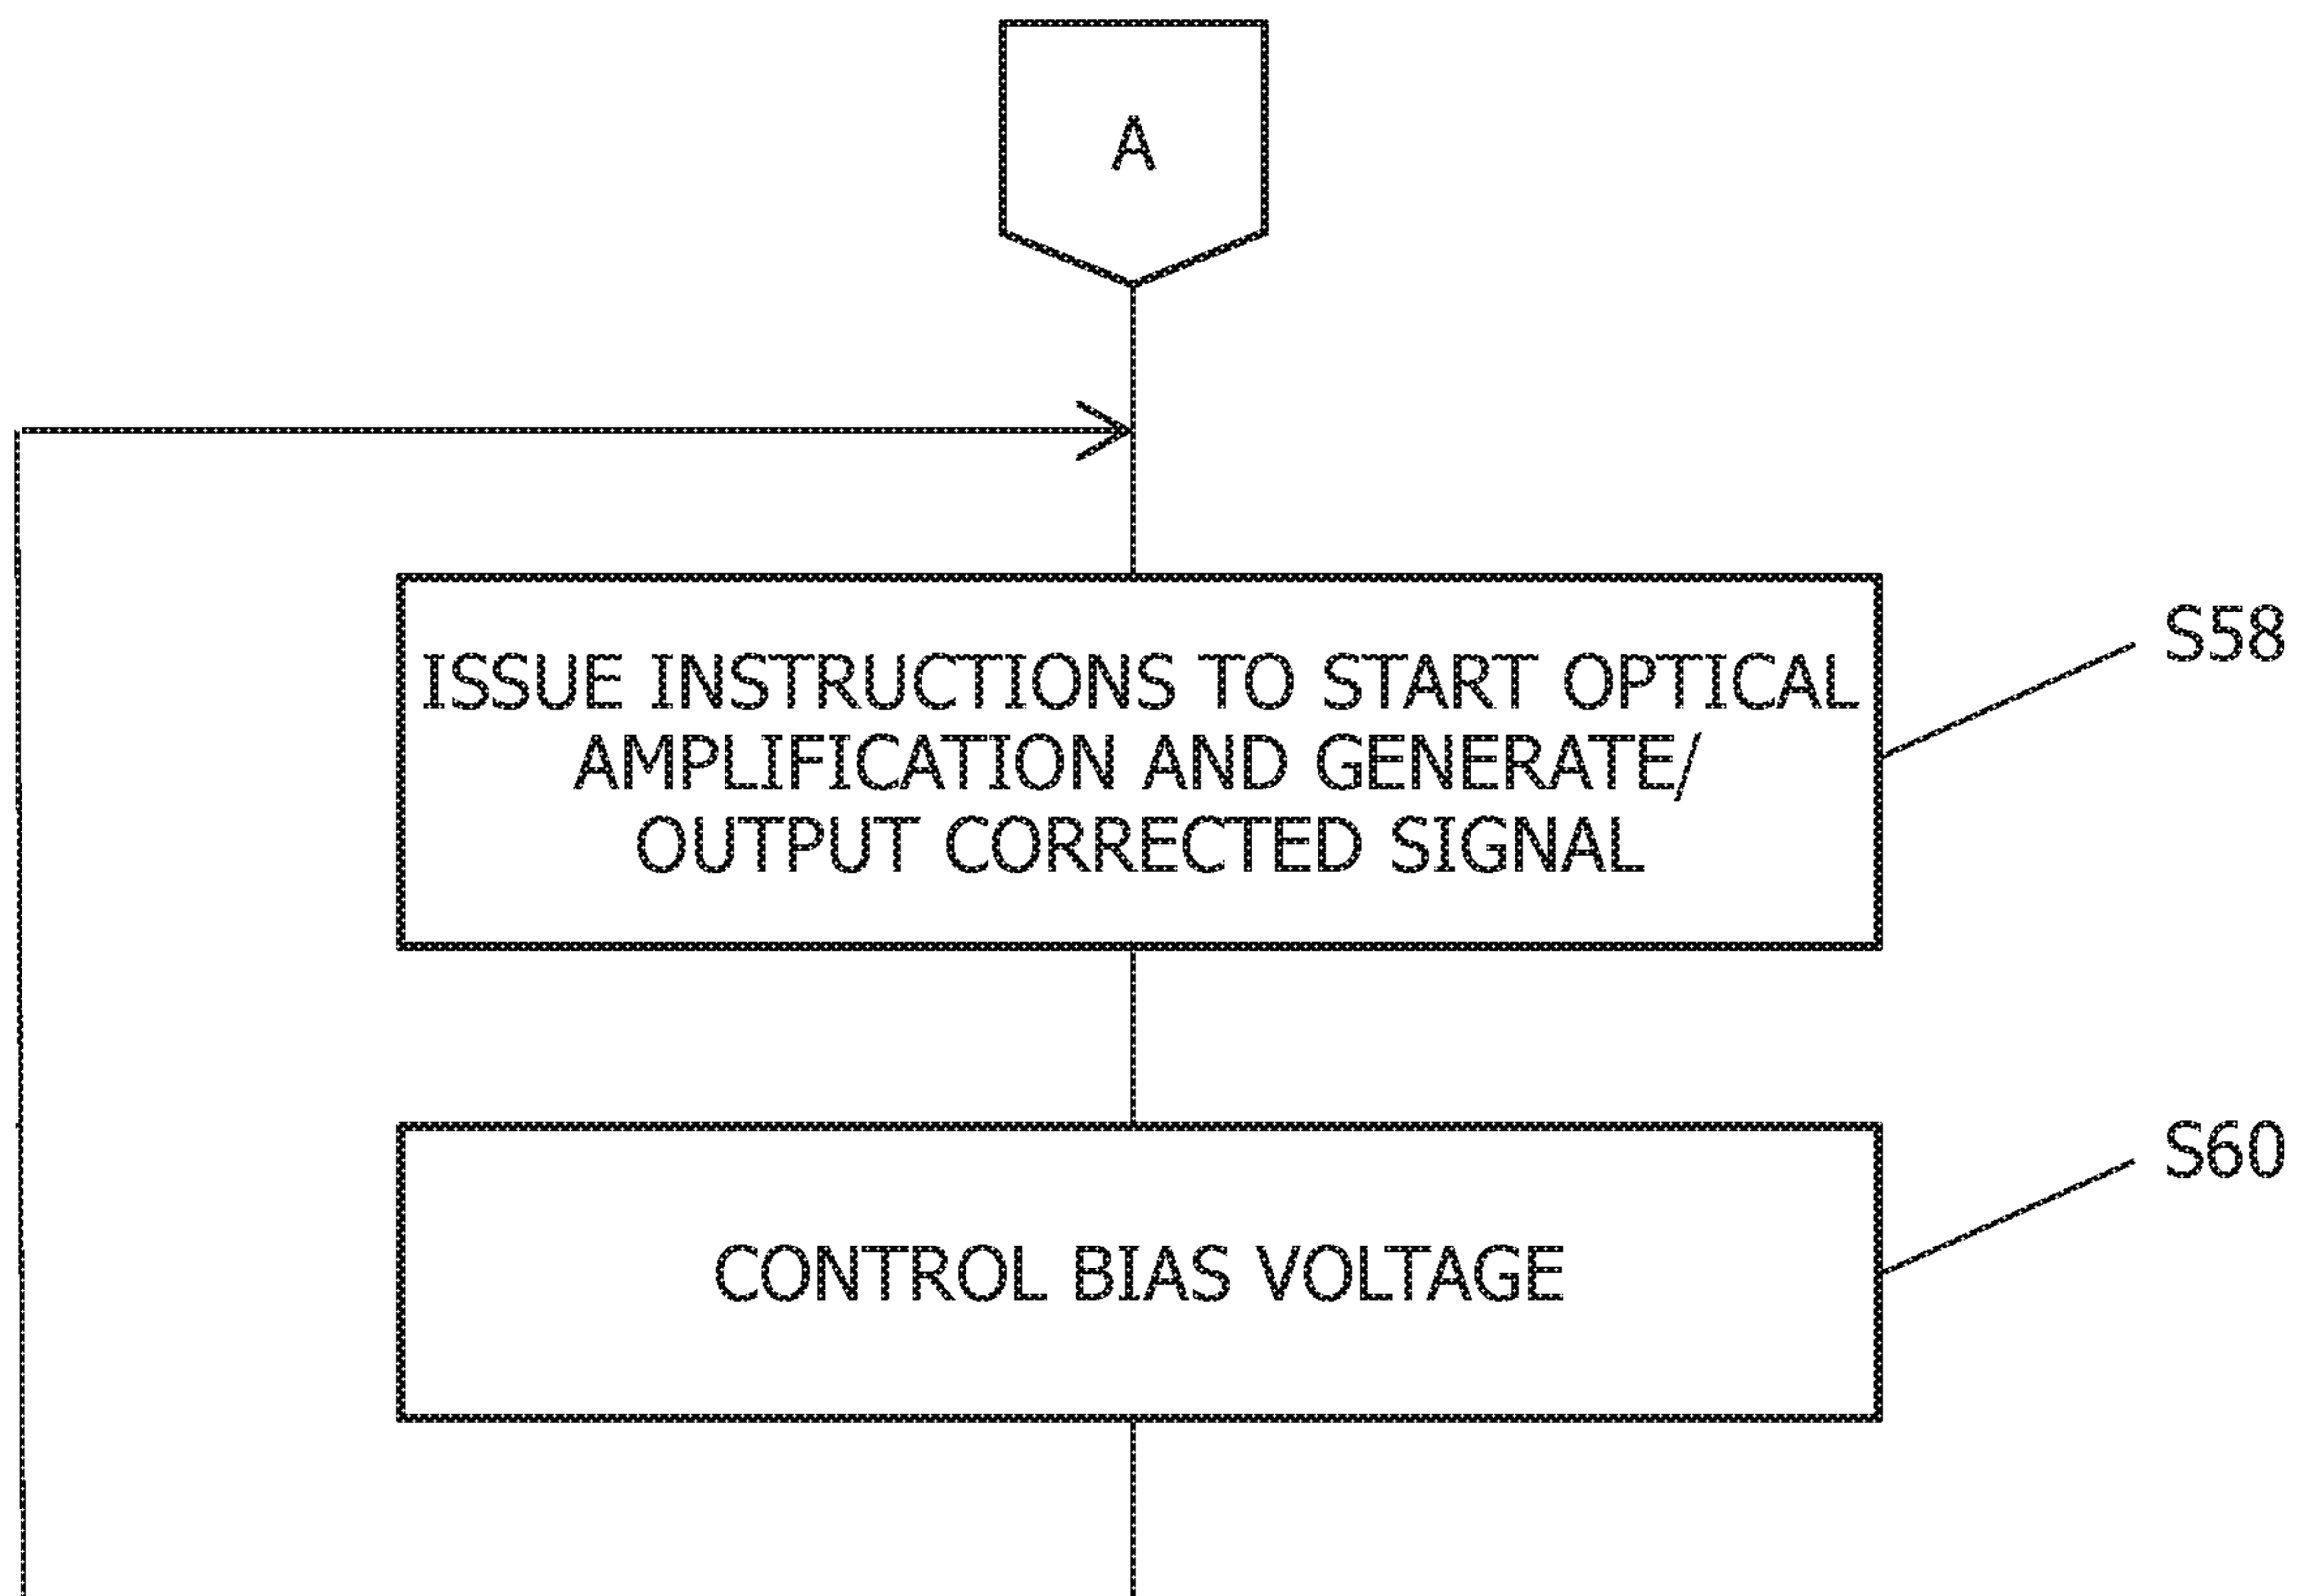 A
ISSUE INSTRUCTIONS TO START OPTICAL
AMPLIFICATION AND GENERATE/
OUTPUT CORRECTED SIGNAL
S58
CONTROL BIAS VOLTAGE
S60